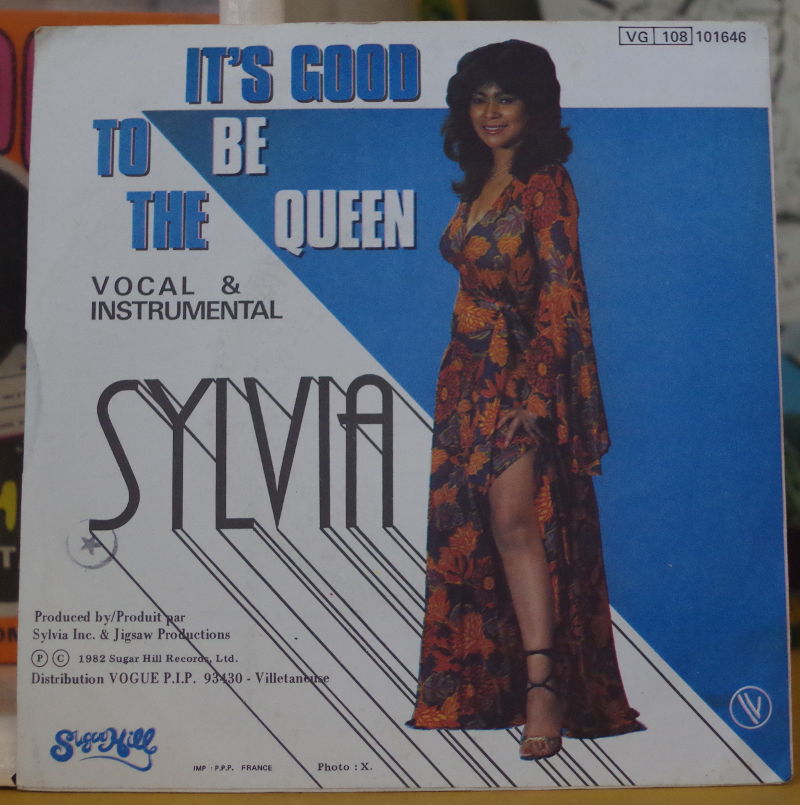 VG 108 101646
IT'S GOOD
TO BE
THE QUEEN
VOCAL &
INSTRUMENTAL
SYLVIA
Produced by/Produit par
Sylvia Inc. & Jigsaw Productions
Ⓟ Ⓒ 1982 Sugar Hill Records, Ltd.
Distribution VOGUE P.I.P. 93430 - Villetaneuse
Sugar Hill
IMP : P.P.P. FRANCE
Photo : X.